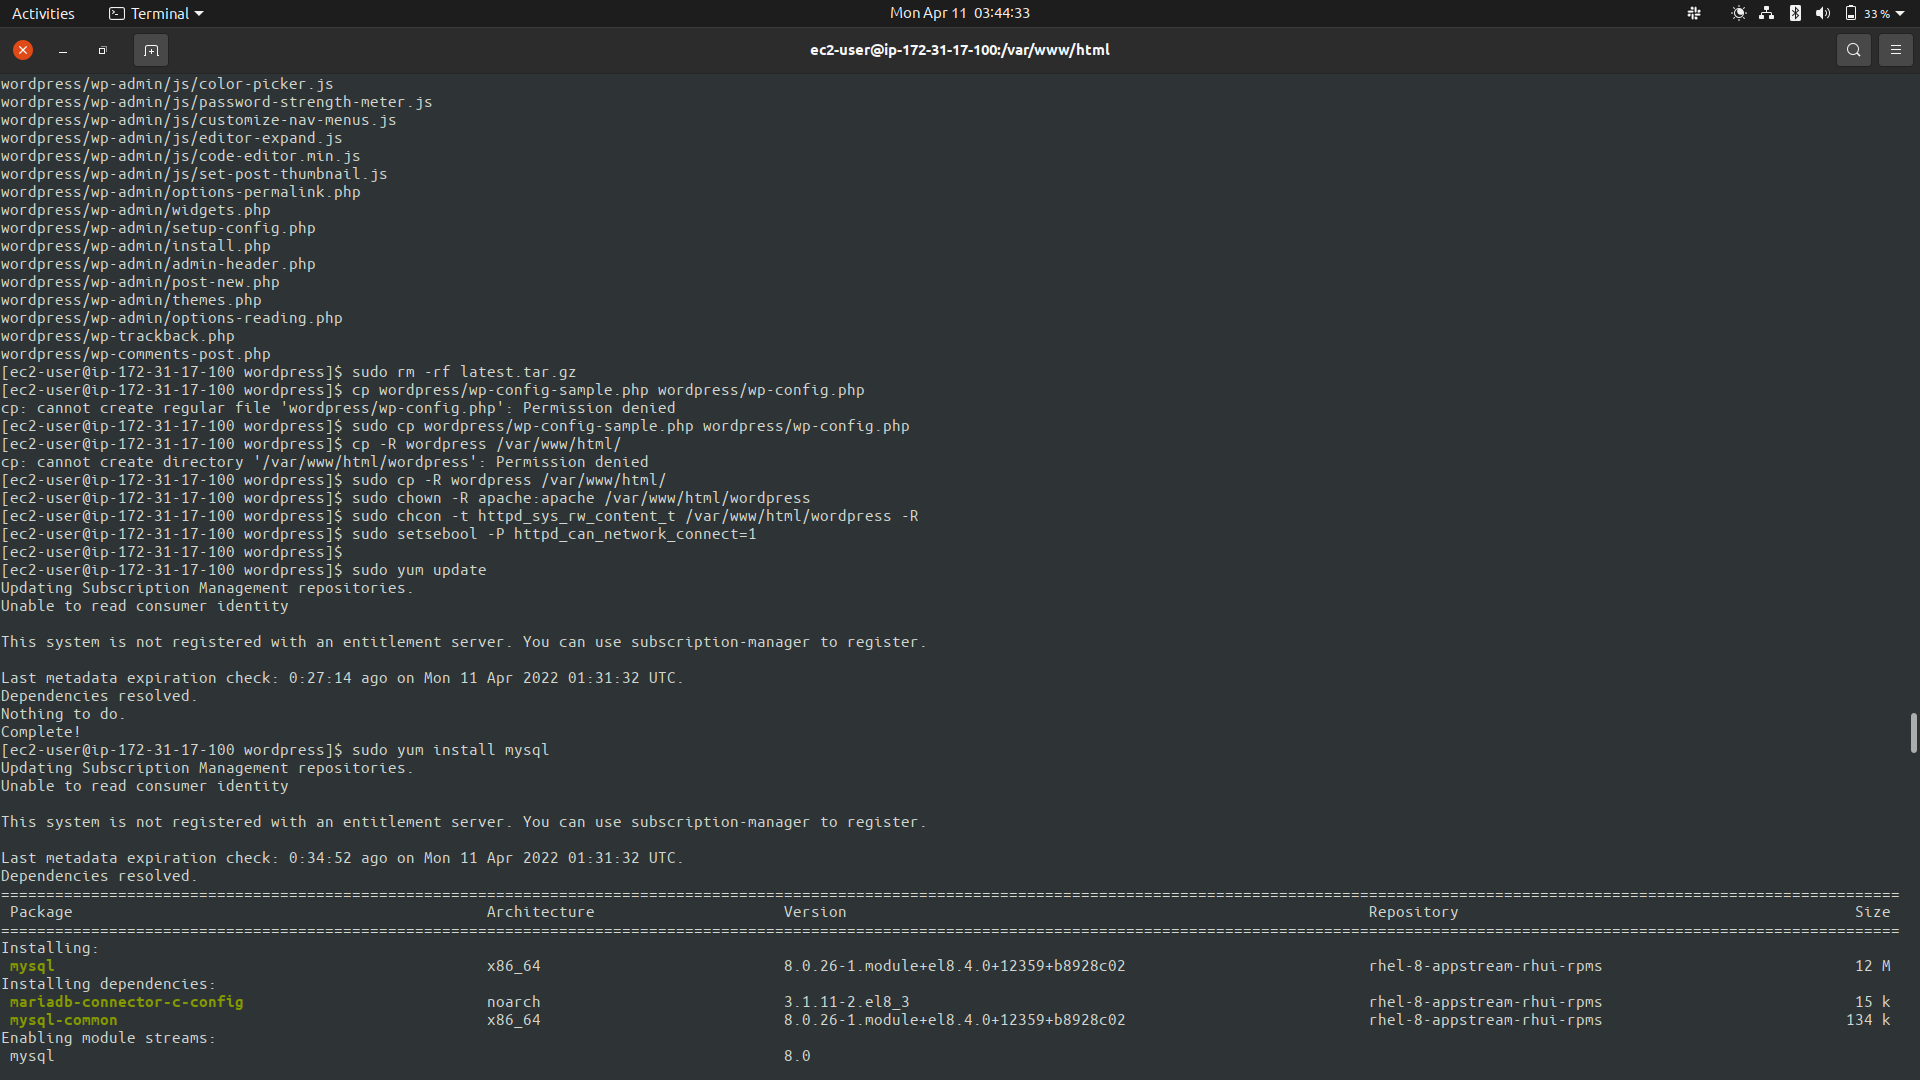 Activities Terminal Mon Apr 11 03:44:33 33 %
ec2-user@ip-172-31-17-100:/var/www/html
wordpress/wp-admin/js/color-picker.js
wordpress/wp-admin/js/password-strength-meter.js
wordpress/wp-admin/js/customize-nav-menus.js
wordpress/wp-admin/js/editor-expand.js
wordpress/wp-admin/js/code-editor.min.js
wordpress/wp-admin/js/set-post-thumbnail.js
wordpress/wp-admin/options-permalink.php
wordpress/wp-admin/widgets.php
wordpress/wp-admin/setup-config.php
wordpress/wp-admin/install.php
wordpress/wp-admin/admin-header.php
wordpress/wp-admin/post-new.php
wordpress/wp-admin/themes.php
wordpress/wp-admin/options-reading.php
wordpress/wp-trackback.php
wordpress/wp-comments-post.php
[ec2-user@ip-172-31-17-100 wordpress]$ sudo rm -rf latest.tar.gz
[ec2-user@ip-172-31-17-100 wordpress]$ cp wordpress/wp-config-sample.php wordpress/wp-config.php
cp: cannot create regular file 'wordpress/wp-config.php': Permission denied
[ec2-user@ip-172-31-17-100 wordpress]$ sudo cp wordpress/wp-config-sample.php wordpress/wp-config.php
[ec2-user@ip-172-31-17-100 wordpress]$ cp -R wordpress /var/www/html/
cp: cannot create directory '/var/www/html/wordpress': Permission denied
[ec2-user@ip-172-31-17-100 wordpress]$ sudo cp -R wordpress /var/www/html/
[ec2-user@ip-172-31-17-100 wordpress]$ sudo chown -R apache:apache /var/www/html/wordpress
[ec2-user@ip-172-31-17-100 wordpress]$ sudo chcon -t httpd_sys_rw_content_t /var/www/html/wordpress -R
[ec2-user@ip-172-31-17-100 wordpress]$ sudo setsebool -P httpd_can_network_connect=1
[ec2-user@ip-172-31-17-100 wordpress]$
[ec2-user@ip-172-31-17-100 wordpress]$ sudo yum update
Updating Subscription Management repositories.
Unable to read consumer identity
This system is not registered with an entitlement server. You can use subscription-manager to register.
Last metadata expiration check: 0:27:14 ago on Mon 11 Apr 2022 01:31:32 UTC.
Dependencies resolved.
Nothing to do.
Complete!
[ec2-user@ip-172-31-17-100 wordpress]$ sudo yum install mysql
Updating Subscription Management repositories.
Unable to read consumer identity
This system is not registered with an entitlement server. You can use subscription-manager to register.
Last metadata expiration check: 0:34:52 ago on Mon 11 Apr 2022 01:31:32 UTC.
Dependencies resolved.
Package Architecture Version Repository Size
Installing:
mysql x86_64 8.0.26-1.module+el8.4.0+12359+b8928c02 rhel-8-appstream-rhui-rpms 12 M
Installing dependencies:
mariadb-connector-c-config noarch 3.1.11-2.el8_3 rhel-8-appstream-rhui-rpms 15 k
mysql-common x86_64 8.0.26-1.module+el8.4.0+12359+b8928c02 rhel-8-appstream-rhui-rpms 134 k
Enabling module streams:
mysql 8.0